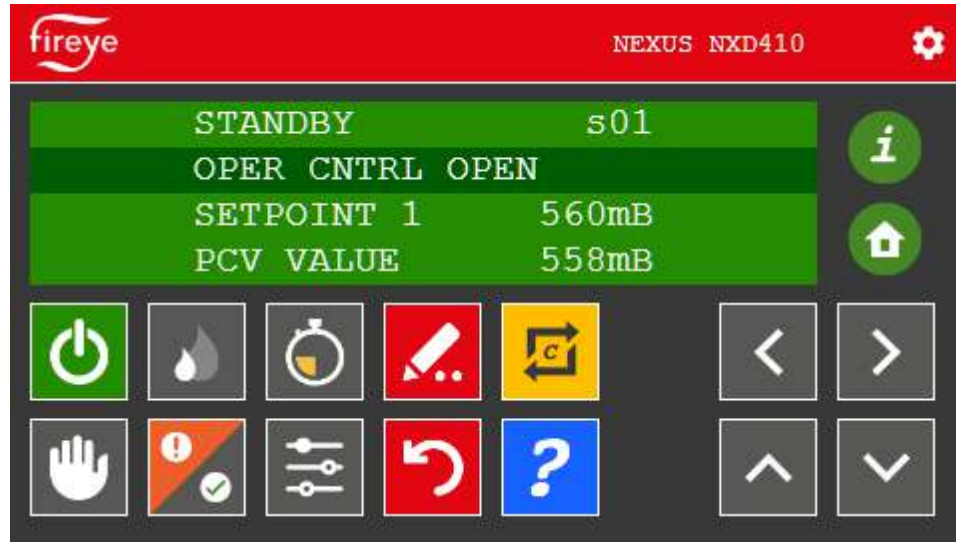 fireye
NEXUS NXD410
STANDBY s01
OPER CNTRL OPEN
SETPOINT 1 560mB
PCV VALUE 558mB
i
C
?